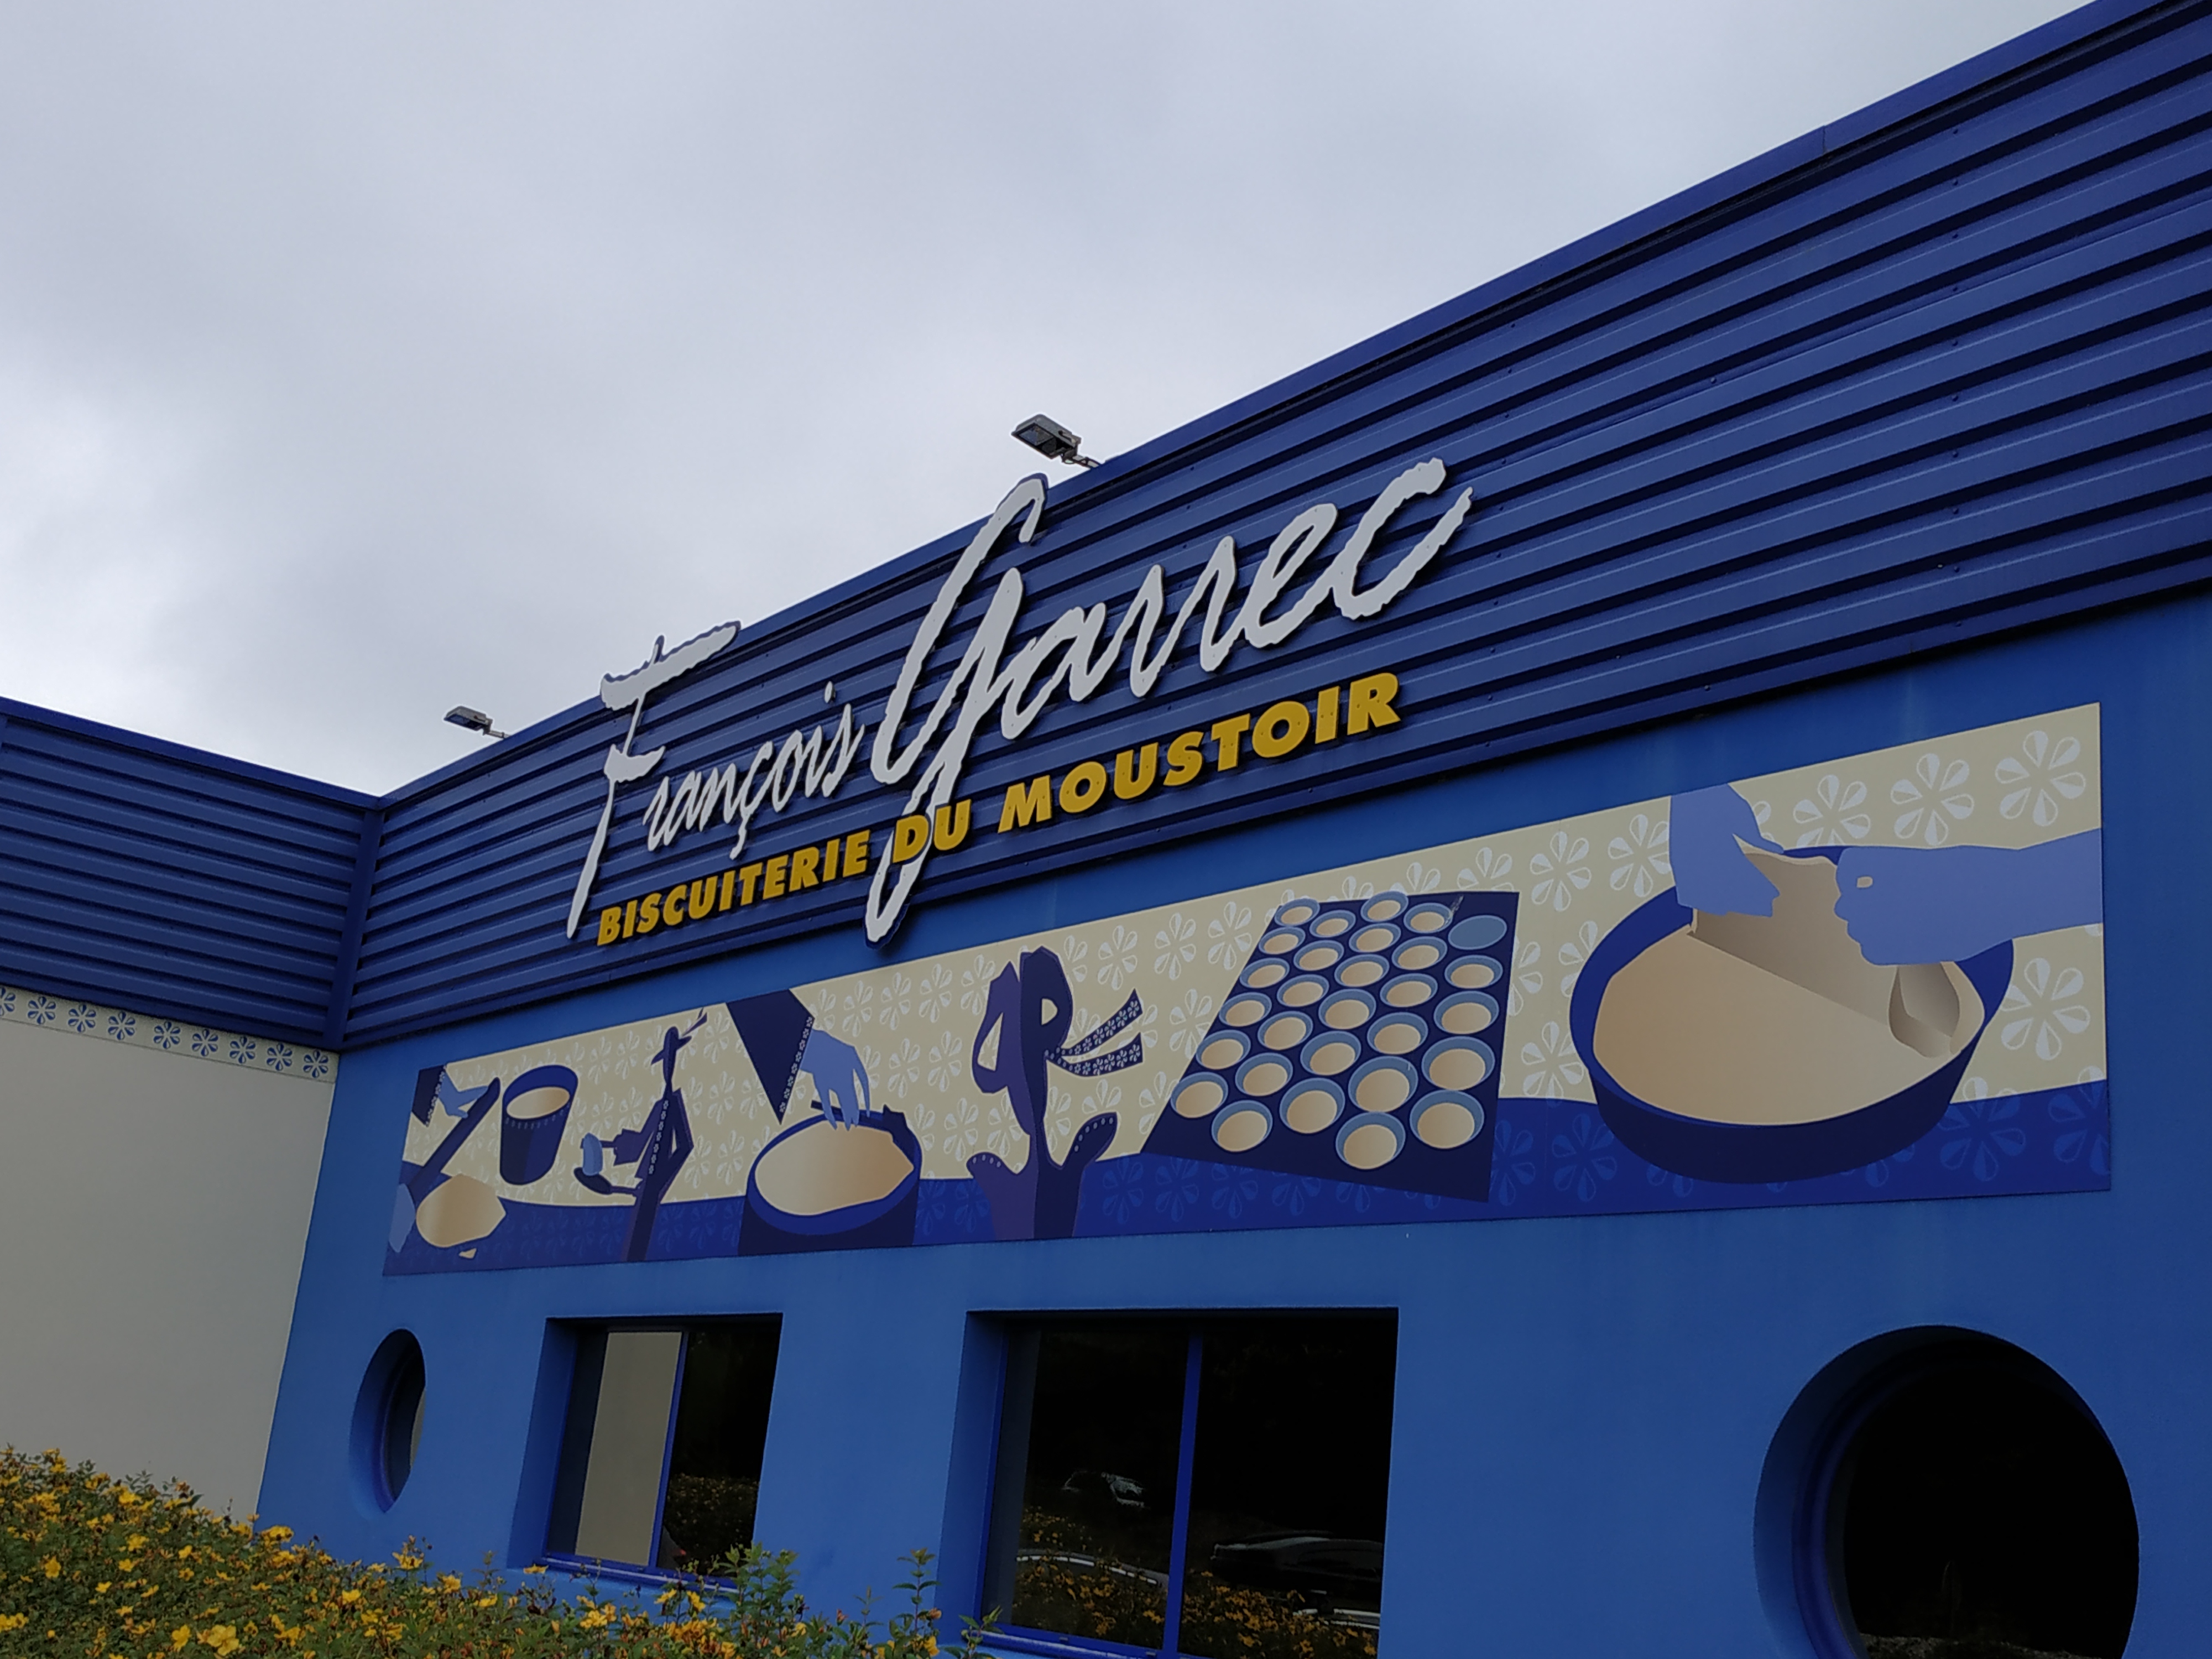 François Garrec
BISCUITERIE DU MOUSTOIR